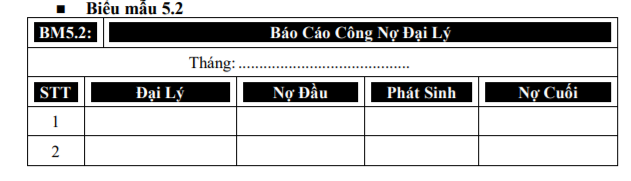 ▪ Biểu mẫu 5.2
BM5.2: Báo Cáo Công Nợ Đại Lý
Tháng: .........................................
STT Đại Lý Nợ Đầu Phát Sinh Nợ Cuối
1
2